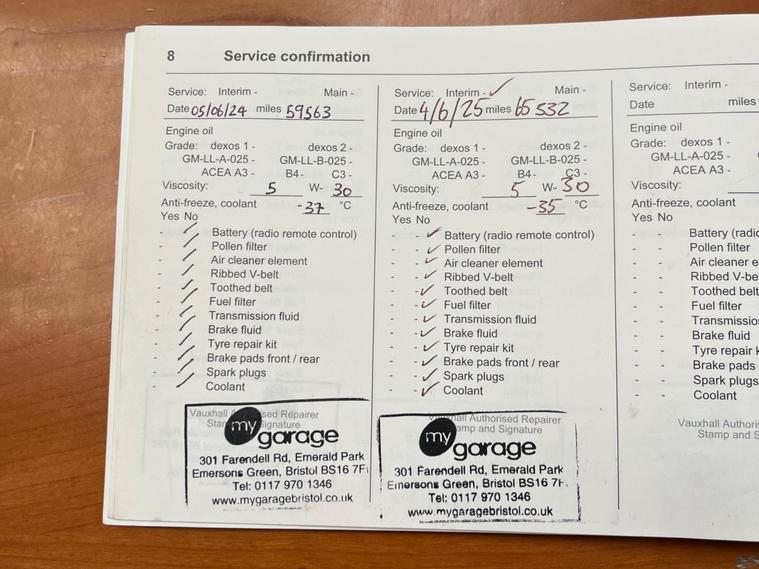 8 Service confirmation
Service: Interim - Main -
Date 05/06/24 miles 59563
Engine oil
Grade: dexos 1 - dexos 2 -
GM-LL-A-025 - GM-LL-B-025 -
ACEA A3 - B4 - C3 -
Viscosity: 5 W- 30
Anti-freeze, coolant -37 °C
Yes No
- ✓ Battery (radio remote control)
- ✓ Pollen filter
- ✓ Air cleaner element
- ✓ Ribbed V-belt
- ✓ Toothed belt
- ✓ Fuel filter
- ✓ Transmission fluid
- ✓ Brake fluid
- ✓ Tyre repair kit
- ✓ Brake pads front / rear
- ✓ Spark plugs
- ✓ Coolant
Vauxhall Authorised Repairer
Stamp and Signature
my garage
301 Farendell Rd, Emerald Park
Emersons Green, Bristol BS16 7F
Tel: 0117 970 1346
www.mygaragebristol.co.uk
Service: Interim - ✓ Main -
Date 4/6/25 miles 65532
Engine oil
Grade: dexos 1 - dexos 2 -
GM-LL-A-025 - GM-LL-B-025 -
ACEA A3 - B4 - C3 -
Viscosity: 5 W- 30
Anti-freeze, coolant -35 °C
Yes No
- - ✓ Battery (radio remote control)
- - ✓ Pollen filter
- - ✓ Air cleaner element
- - ✓ Ribbed V-belt
- - ✓ Toothed belt
- - ✓ Fuel filter
- - ✓ Transmission fluid
- - ✓ Brake fluid
- - ✓ Tyre repair kit
- - ✓ Brake pads front / rear
- - ✓ Spark plugs
- - ✓ Coolant
Vauxhall Authorised Repairer
Stamp and Signature
my garage
301 Farendell Rd, Emerald Park
Emersons Green, Bristol BS16 7F
Tel: 0117 970 1346
www.mygaragebristol.co.uk
Service: Interim -
Date miles
Engine oil
Grade: dexos 1 -
GM-LL-A-025 -
ACEA A3 -
Viscosity:
Anti-freeze, coolant
Yes No
- - Battery (radio
- - Pollen filter
- - Air cleaner e
- - Ribbed V-be
- - Toothed belt
- - Fuel filter
- - Transmissio
- - Brake fluid
- - Tyre repair k
- - Brake pads
- - Spark plugs
- - Coolant
Vauxhall Authoris
Stamp and S